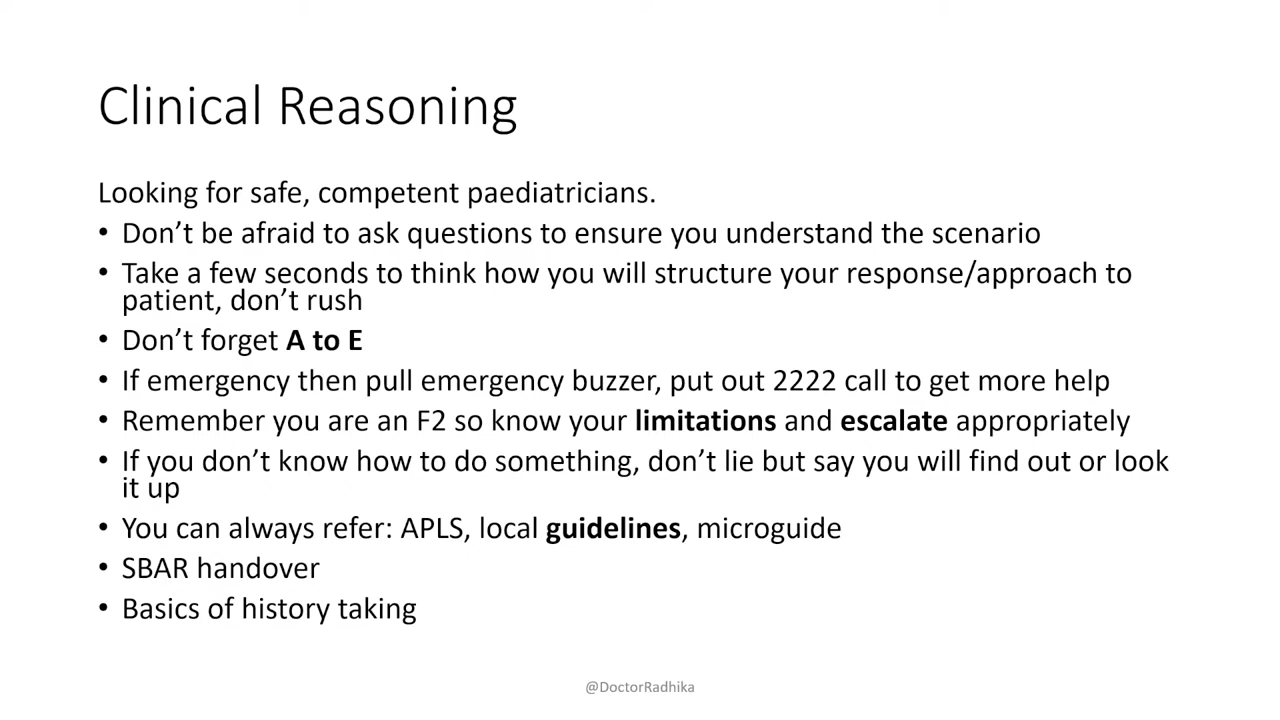 Clinical Reasoning
Looking for safe, competent paediatricians.
• Don’t be afraid to ask questions to ensure you understand the scenario
• Take a few seconds to think how you will structure your response/approach to
patient, don’t rush
• Don’t forget A to E
• If emergency then pull emergency buzzer, put out 2222 call to get more help
• Remember you are an F2 so know your limitations and escalate appropriately
• If you don’t know how to do something, don’t lie but say you will find out or look
it up
• You can always refer: APLS, local guidelines, microguide
• SBAR handover
• Basics of history taking
@DoctorRadhika